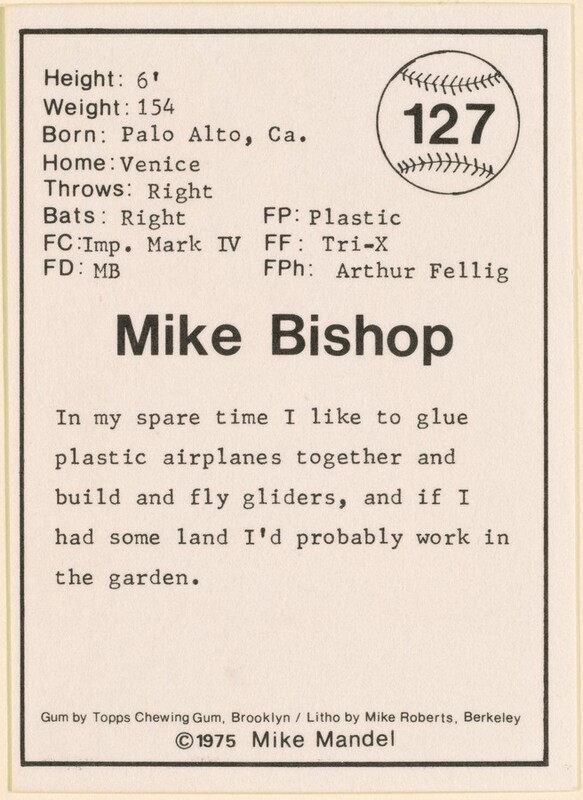 Height: 6'
127
Weight: 154
Born: Palo Alto, Ca.
Home: Venice
Throws: Right
Bats: Right FP: Plastic
FC: Imp. Mark IV FF: Tri-X
FD: MB FPh: Arthur Fellig
Mike Bishop
In my spare time I like to glue
plastic airplanes together and
build and fly gliders, and if I
had some land I'd probably work in
the garden.
Gum by Topps Chewing Gum, Brooklyn / Litho by Mike Roberts, Berkeley
©1975 Mike Mandel